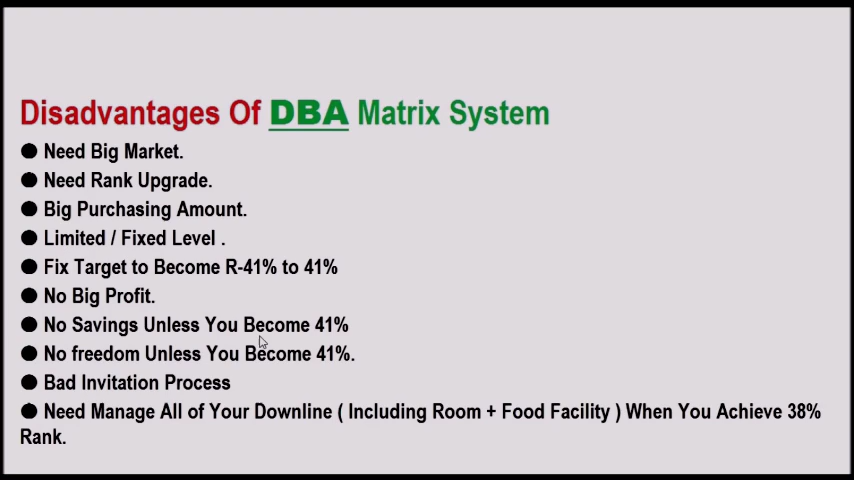 Disadvantages Of DBA Matrix System
● Need Big Market.
● Need Rank Upgrade.
● Big Purchasing Amount.
● Limited / Fixed Level .
● Fix Target to Become R-41% to 41%
● No Big Profit.
● No Savings Unless You Become 41%
● No freedom Unless You Become 41%.
● Bad Invitation Process
● Need Manage All of Your Downline ( Including Room + Food Facility ) When You Achieve 38%
Rank.